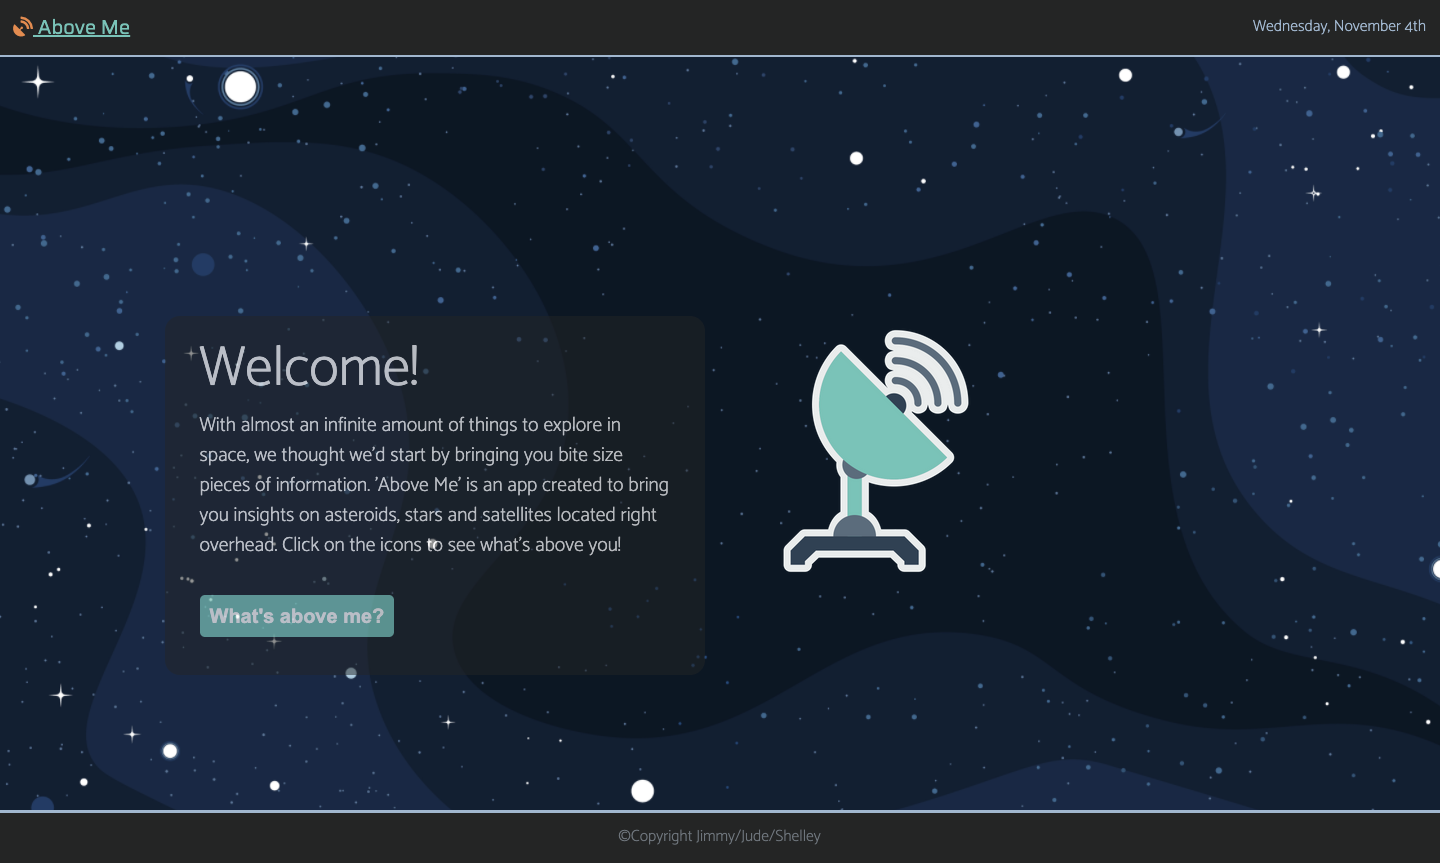 Above Me
Wednesday, November 4th
Welcome!
With almost an infinite amount of things to explore in
space, we thought we'd start by bringing you bite size
pieces of information. 'Above Me' is an app created to bring
you insights on asteroids, stars and satellites located right
overhead. Click on the icons to see what's above you!
What's above me?
©Copyright Jimmy/Jude/Shelley